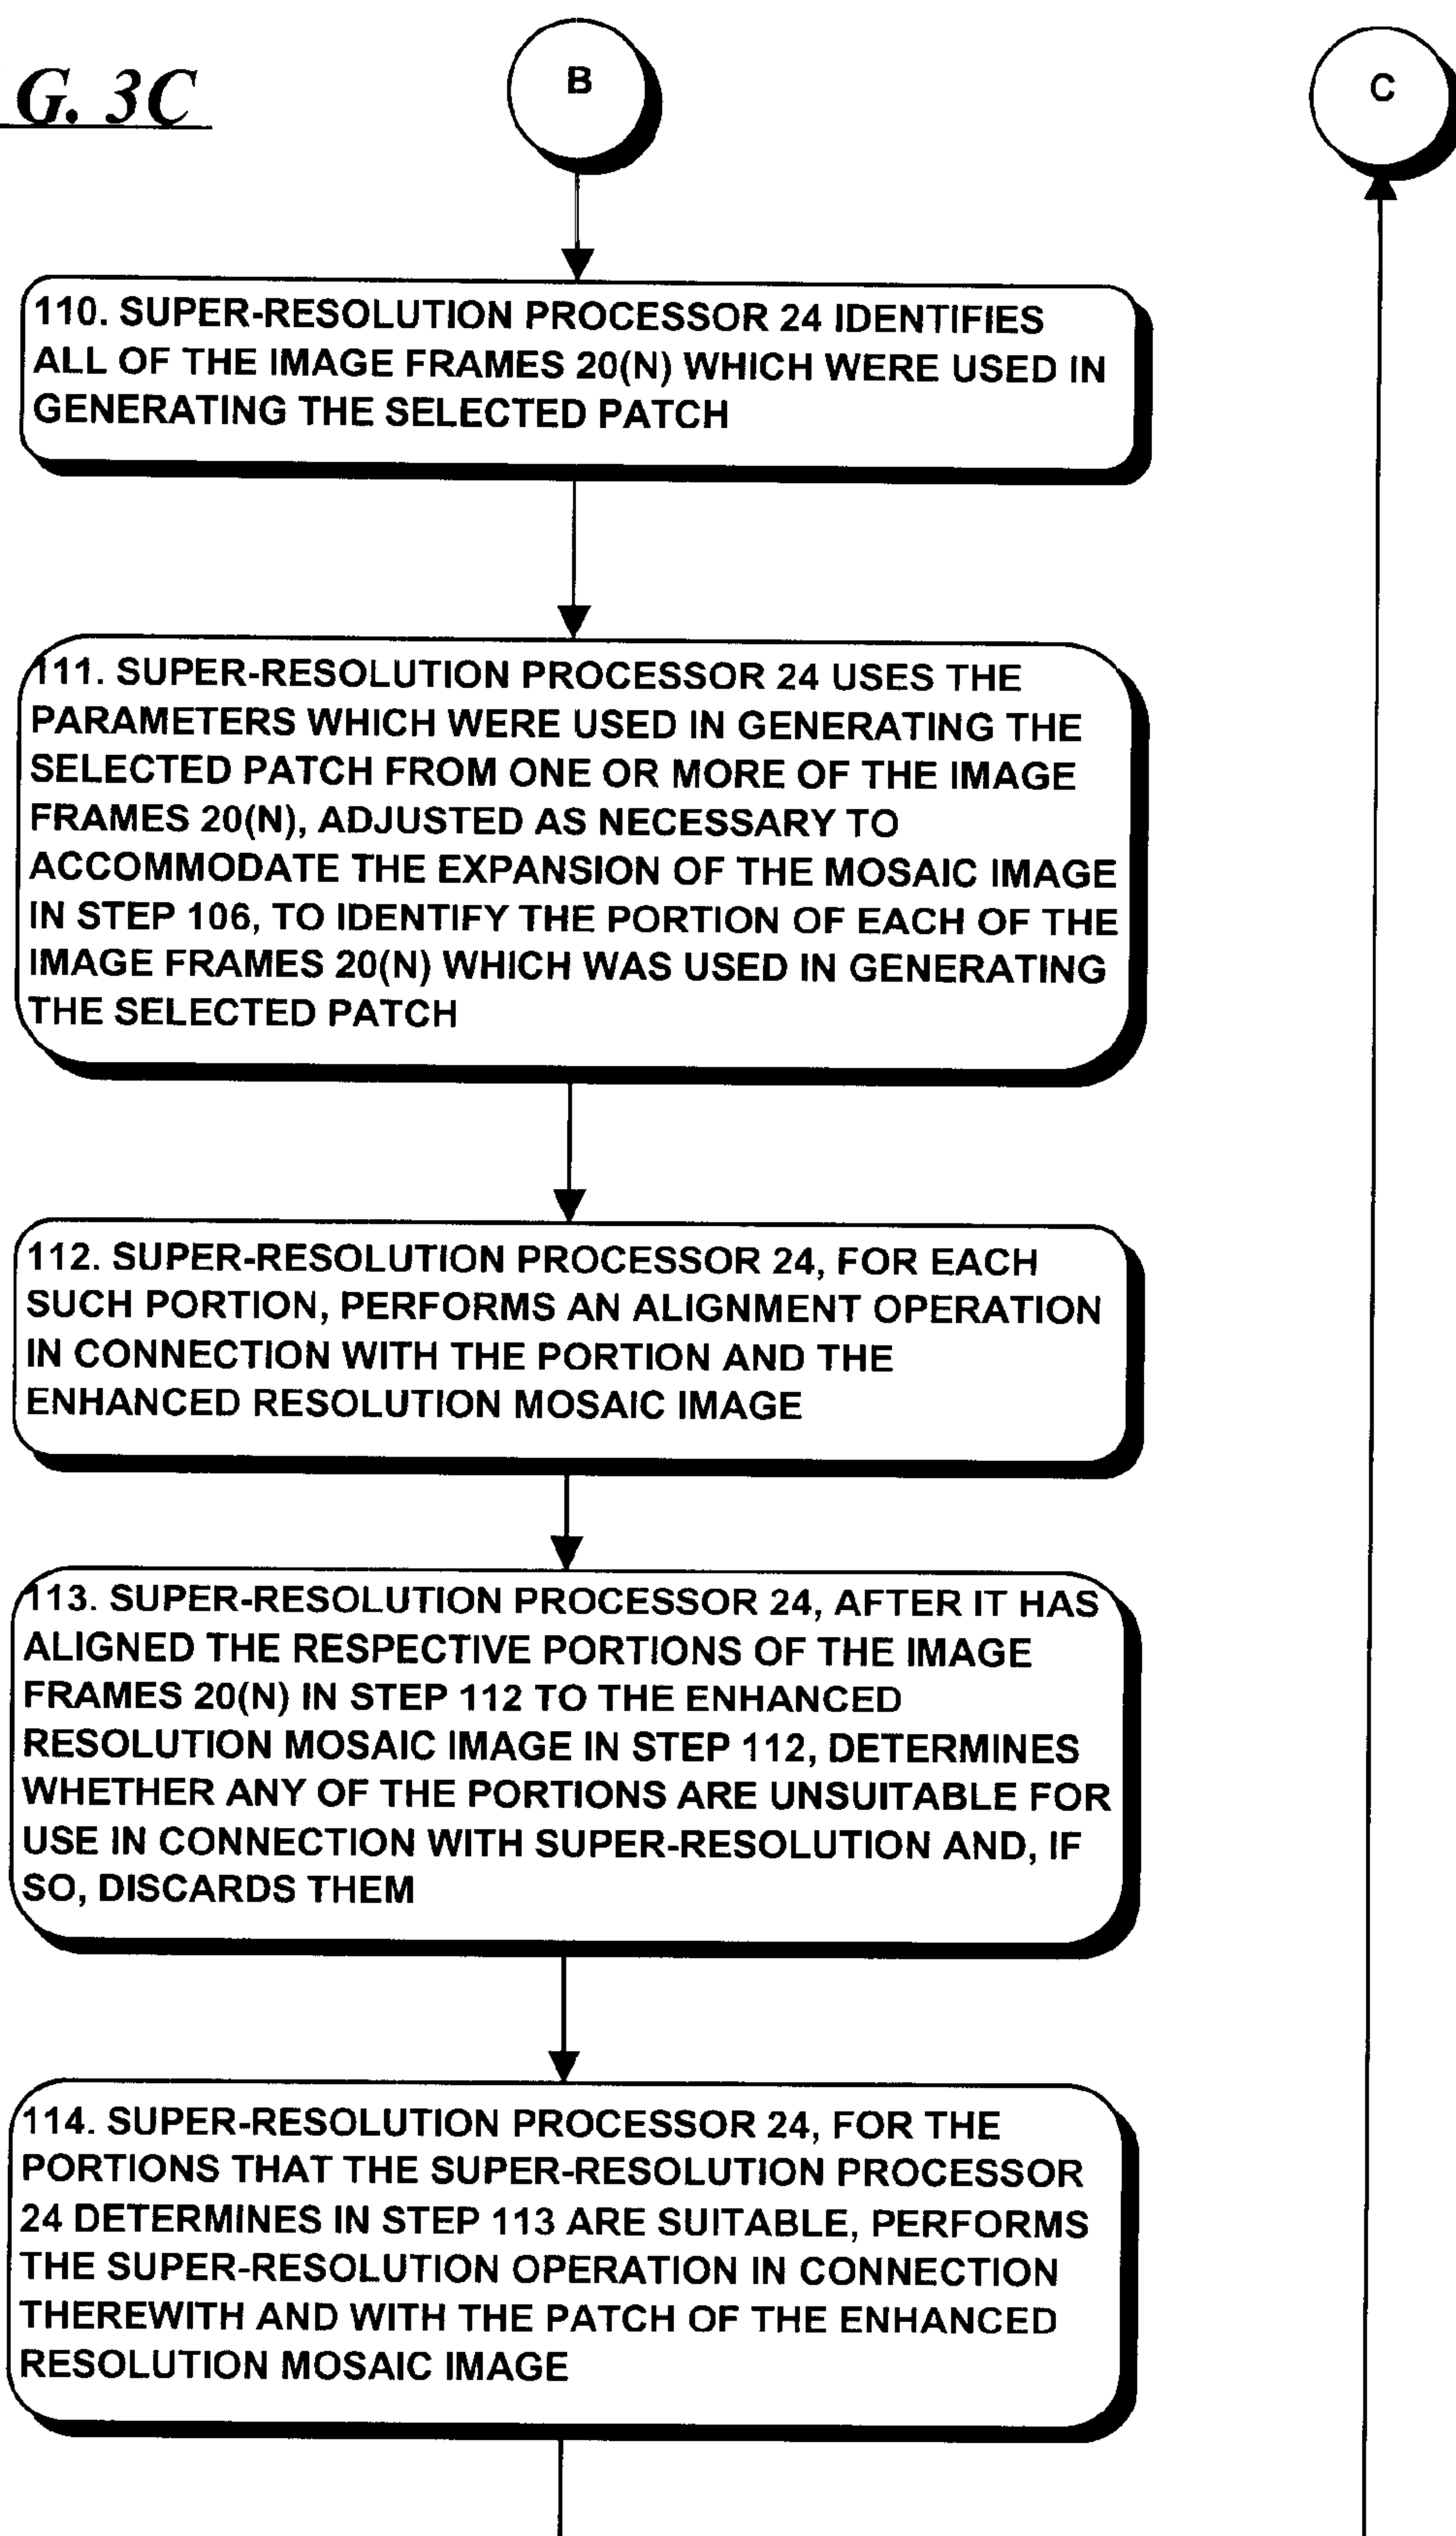 G. 3C
B
C
110. SUPER-RESOLUTION PROCESSOR 24 IDENTIFIES
ALL OF THE IMAGE FRAMES 20(N) WHICH WERE USED IN
GENERATING THE SELECTED PATCH
111. SUPER-RESOLUTION PROCESSOR 24 USES THE
PARAMETERS WHICH WERE USED IN GENERATING THE
SELECTED PATCH FROM ONE OR MORE OF THE IMAGE
FRAMES 20(N), ADJUSTED AS NECESSARY TO
ACCOMMODATE THE EXPANSION OF THE MOSAIC IMAGE
IN STEP 106, TO IDENTIFY THE PORTION OF EACH OF THE
IMAGE FRAMES 20(N) WHICH WAS USED IN GENERATING
THE SELECTED PATCH
112. SUPER-RESOLUTION PROCESSOR 24, FOR EACH
SUCH PORTION, PERFORMS AN ALIGNMENT OPERATION
IN CONNECTION WITH THE PORTION AND THE
ENHANCED RESOLUTION MOSAIC IMAGE
113. SUPER-RESOLUTION PROCESSOR 24, AFTER IT HAS
ALIGNED THE RESPECTIVE PORTIONS OF THE IMAGE
FRAMES 20(N) IN STEP 112 TO THE ENHANCED
RESOLUTION MOSAIC IMAGE IN STEP 112, DETERMINES
WHETHER ANY OF THE PORTIONS ARE UNSUITABLE FOR
USE IN CONNECTION WITH SUPER-RESOLUTION AND, IF
SO, DISCARDS THEM
114. SUPER-RESOLUTION PROCESSOR 24, FOR THE
PORTIONS THAT THE SUPER-RESOLUTION PROCESSOR
24 DETERMINES IN STEP 113 ARE SUITABLE, PERFORMS
THE SUPER-RESOLUTION OPERATION IN CONNECTION
THEREWITH AND WITH THE PATCH OF THE ENHANCED
RESOLUTION MOSAIC IMAGE